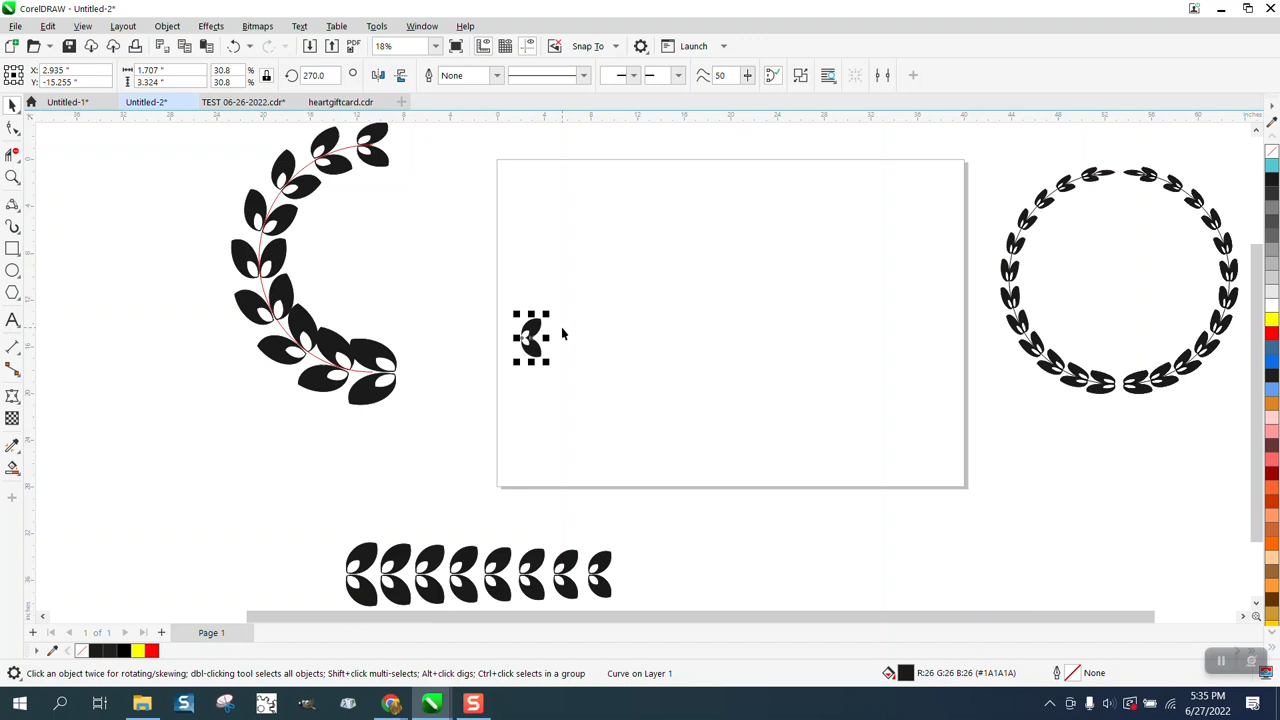 CorelDRAW - Untitled-2*
File Edit View Layout Object Effects Bitmaps Text Table Tools Window Help
PDF 18% Snap To Launch
X: 2.935 " 1.707 " 30.8 % 270.0 None 50
Y: -15.255 " 3.324 " 30.8 %
Untitled-1* Untitled-2* TEST 06-26-2022.cdr* heartgiftcard.cdr
inches
1 of 1 Page 1
Click an object twice for rotating/skewing; dbl-clicking tool selects all objects; Shift+click multi-selects; Alt+click digs; Ctrl+click selects in a group Curve on Layer 1 R:26 G:26 B:26 (#1A1A1A) None
5:35 PM
6/27/2022